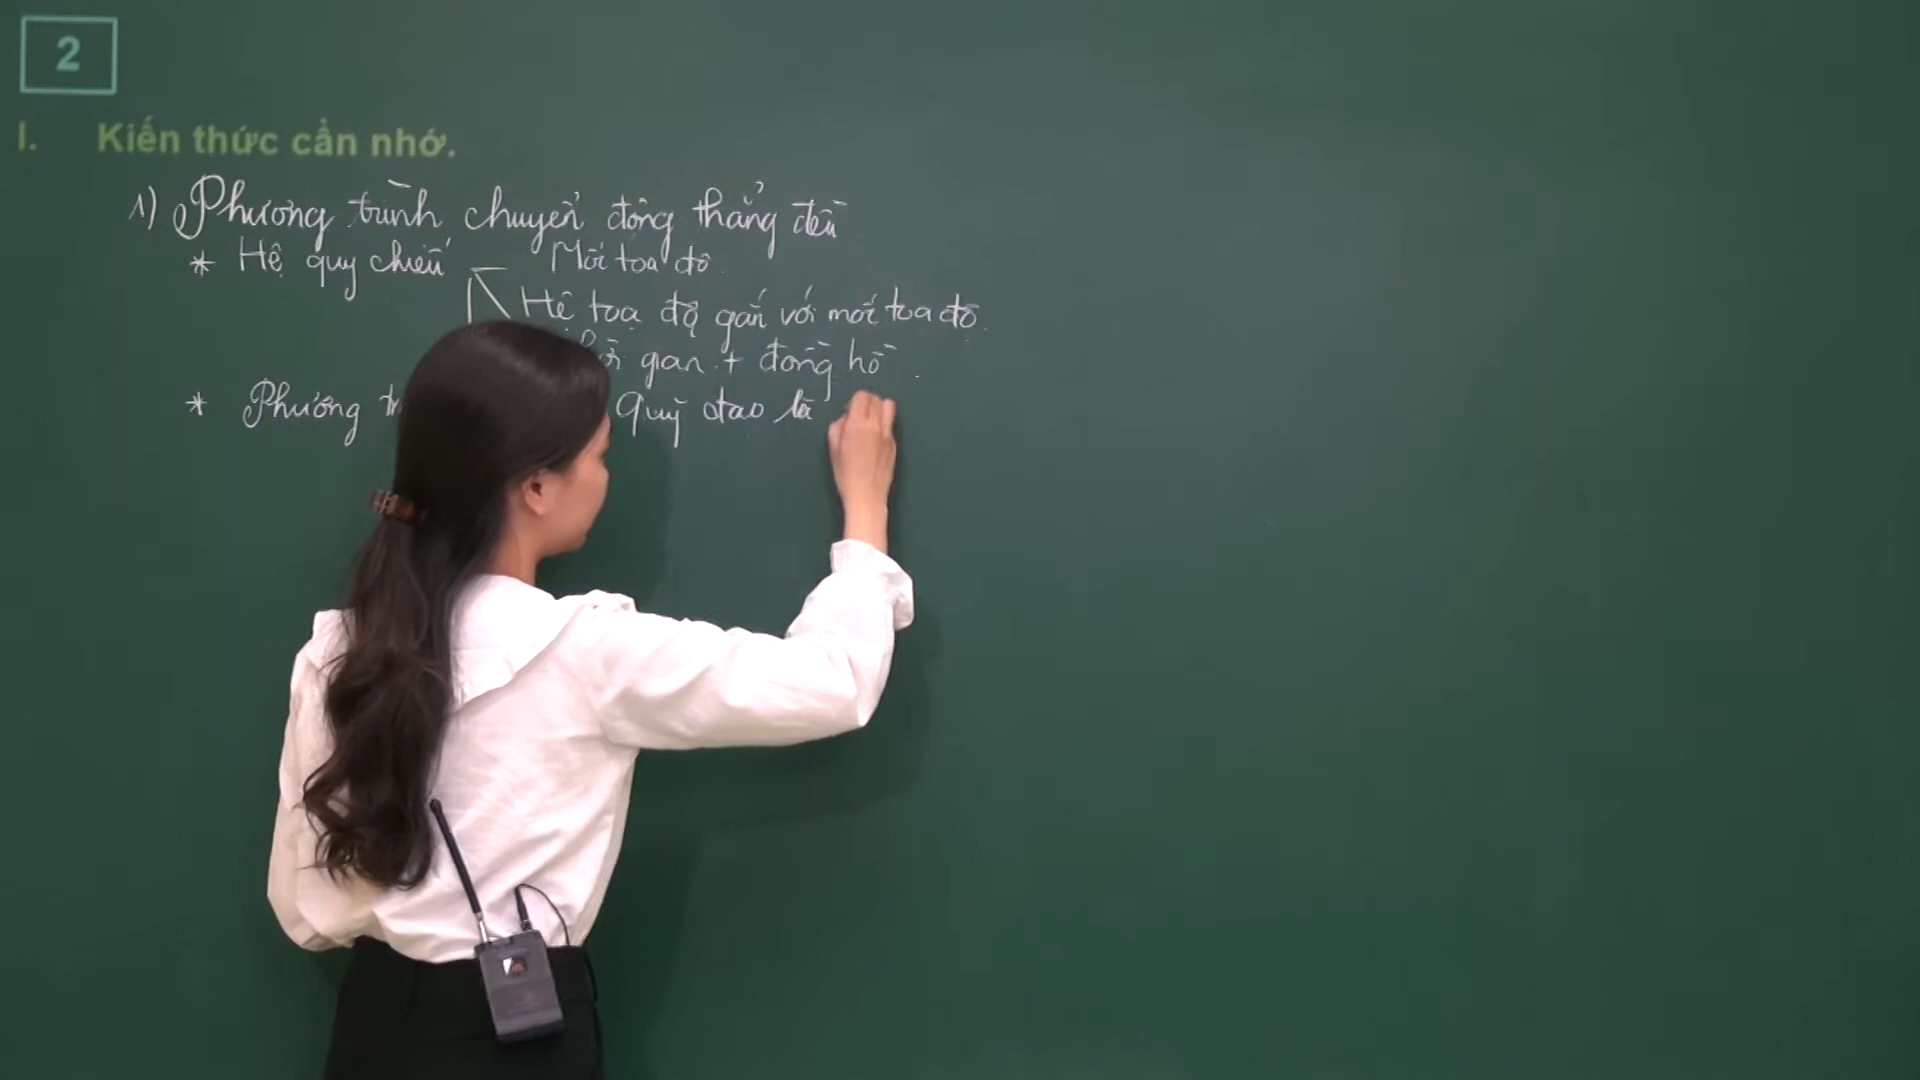 2
I. Kiến thức cần nhớ.
1) Phương trình chuyển động thẳng đều
* Hệ quy chiếu Mốc toạ độ
Hệ toạ độ gắn với mốc toạ độ.
gian + đồng hồ.
* Phương Quỹ đạo là